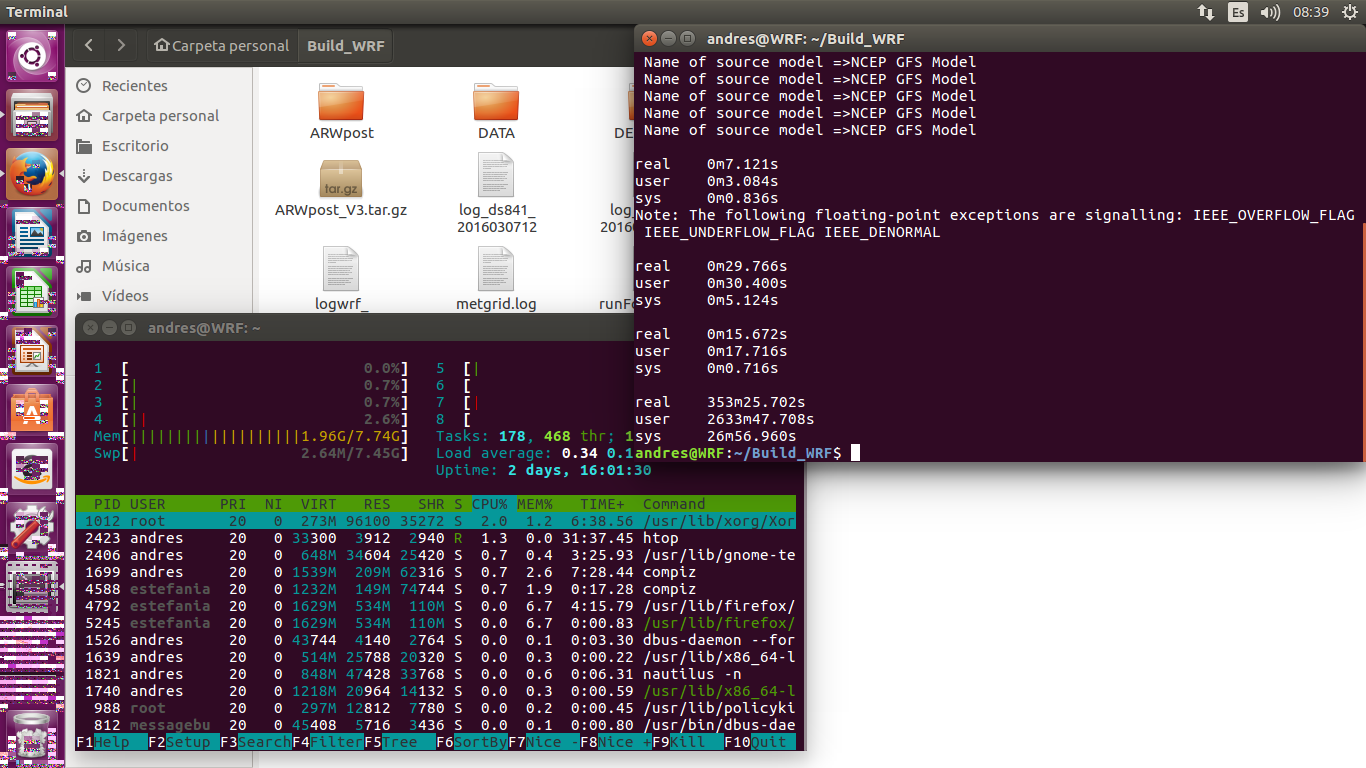 Terminal
Es
08:39
Carpeta personal
Build_WRF
Recientes
Carpeta personal
Escritorio
Descargas
Documentos
Imágenes
Música
Vídeos
ARWpost
DATA
DE
tar.gz
ARWpost_V3.tar.gz
log_ds841_
2016030712
log_
20
logwrf_
metgrid.log
runFo
andres@WRF: ~/Build_WRF
Name of source model =>NCEP GFS Model
Name of source model =>NCEP GFS Model
Name of source model =>NCEP GFS Model
Name of source model =>NCEP GFS Model
Name of source model =>NCEP GFS Model
real 0m7.121s
user 0m3.084s
sys 0m0.836s
Note: The following floating-point exceptions are signalling: IEEE_OVERFLOW_FLAG
IEEE_UNDERFLOW_FLAG IEEE_DENORMAL
real 0m29.766s
user 0m30.400s
sys 0m5.124s
real 0m15.672s
user 0m17.716s
sys 0m0.716s
real 353m25.702s
user 2633m47.708s
sys 26m56.960s
andres@WRF:~/Build_WRF$
andres@WRF: ~
1 [ 0.0%] 5 [|
2 [| 0.7%] 6 [
3 [| 0.7%] 7 [|
4 [|| 2.6%] 8 [
Mem[||||||||||||||||||||1.96G/7.74G] Tasks: 178, 468 thr; 1
Swp[| 2.64M/7.45G] Load average: 0.34 0.1
Uptime: 2 days, 16:01:30
PID USER PRI NI VIRT RES SHR S CPU% MEM% TIME+ Command
1012 root 20 0 273M 96100 35272 S 2.0 1.2 6:38.56 /usr/lib/xorg/Xor
2423 andres 20 0 33300 3912 2940 R 1.3 0.0 31:37.45 htop
2406 andres 20 0 648M 34604 25420 S 0.7 0.4 3:25.93 /usr/lib/gnome-te
1699 andres 20 0 1539M 209M 62316 S 0.7 2.6 7:28.44 compiz
4588 estefania 20 0 1232M 149M 74744 S 0.7 1.9 0:17.28 compiz
4792 estefania 20 0 1629M 534M 110M S 0.0 6.7 4:15.79 /usr/lib/firefox/
5245 estefania 20 0 1629M 534M 110M S 0.0 6.7 0:00.83 /usr/lib/firefox/
1526 andres 20 0 43744 4140 2764 S 0.0 0.1 0:03.30 dbus-daemon --for
1639 andres 20 0 514M 25788 20320 S 0.0 0.3 0:00.22 /usr/lib/x86_64-l
1821 andres 20 0 848M 47428 33768 S 0.0 0.6 0:06.31 nautilus -n
1740 andres 20 0 1218M 20964 14132 S 0.0 0.3 0:00.59 /usr/lib/x86_64-l
988 root 20 0 297M 12812 7780 S 0.0 0.2 0:00.45 /usr/lib/policyki
812 messagebu 20 0 45408 5716 3436 S 0.0 0.1 0:00.80 /usr/bin/dbus-dae
F1Help F2Setup F3SearchF4FilterF5Tree F6SortByF7Nice -F8Nice +F9Kill F10Quit